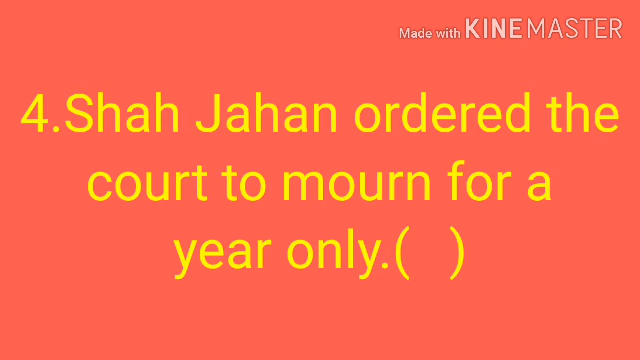 Made with KINEMASTER
4.Shah Jahan ordered the
court to mourn for a
year only.(   )